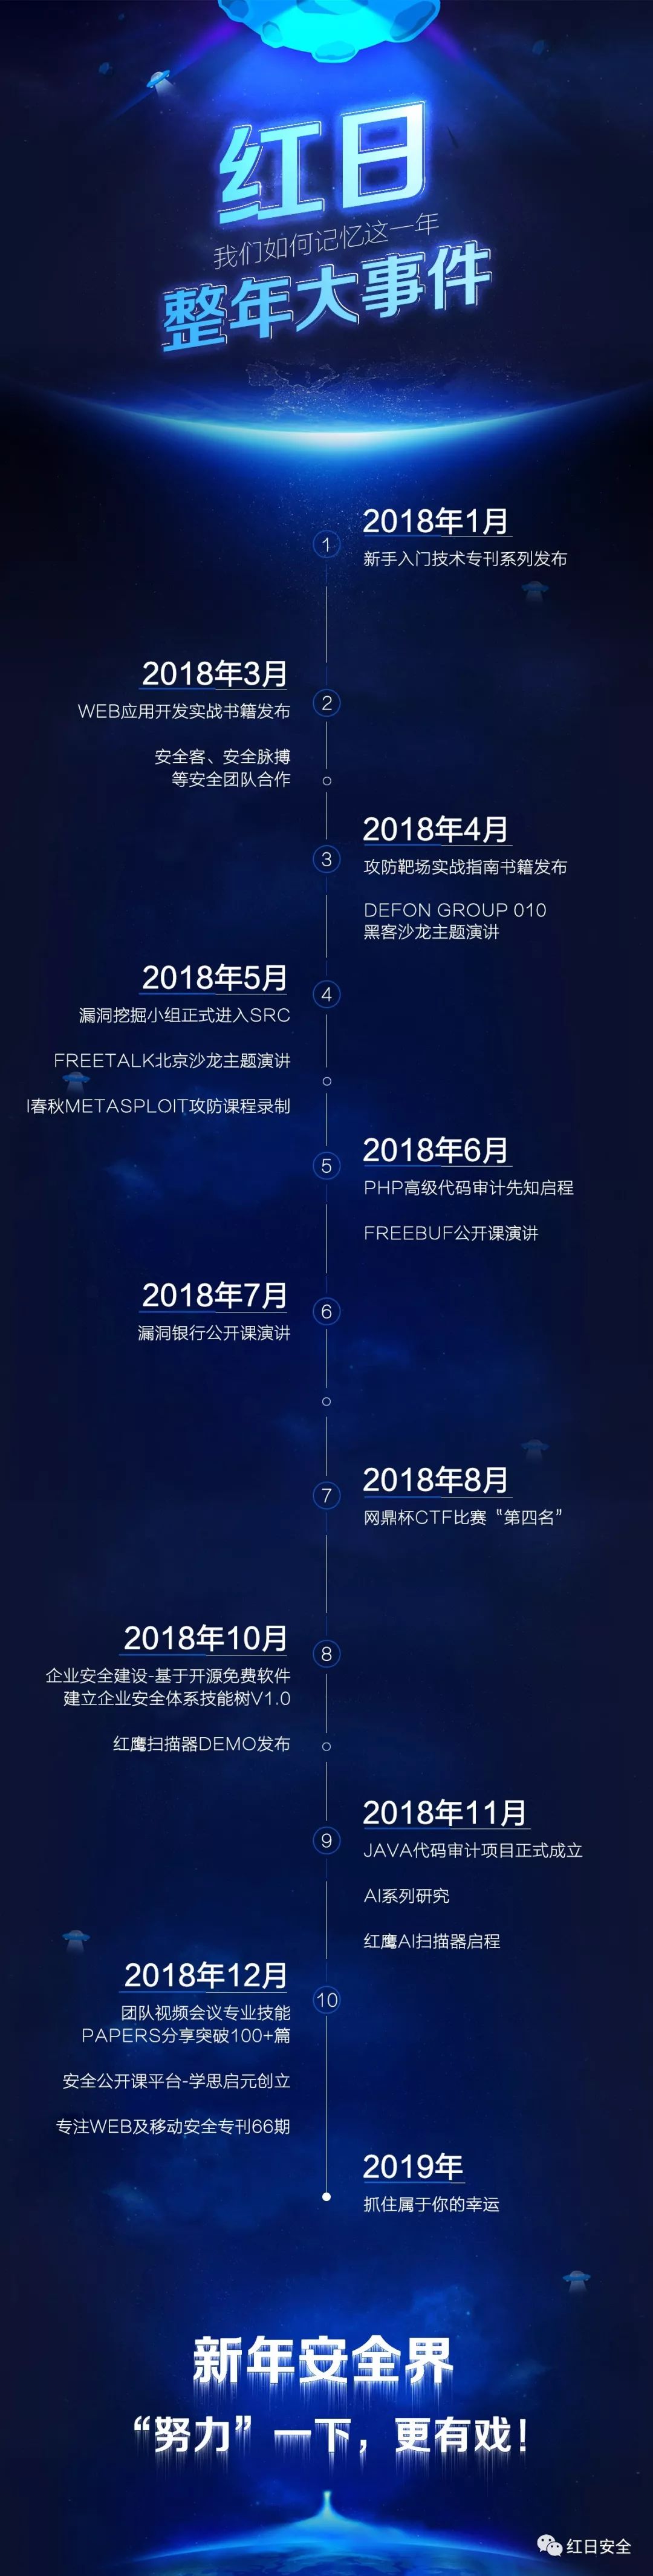 红日
我们如何记忆这一年
整年大事件
1
2018年1月
新手入门技术专刊系列发布
2018年3月
2
WEB应用开发实战书籍发布
安全客、安全脉搏
等安全团队合作
2018年4月
3
攻防靶场实战指南书籍发布
DEFON GROUP 010
黑客沙龙主题演讲
2018年5月
4
漏洞挖掘小组正式进入SRC
FREETALK北京沙龙主题演讲
I春秋METASPLOIT攻防课程录制
2018年6月
5
PHP高级代码审计先知启程
FREEBUF公开课演讲
2018年7月
6
漏洞银行公开课演讲
2018年8月
7
网鼎杯CTF比赛“第四名”
2018年10月
8
企业安全建设-基于开源免费软件
建立企业安全体系技能树V1.0
红鹰扫描器DEMO发布
2018年11月
9
JAVA代码审计项目正式成立
AI系列研究
红鹰AI扫描器启程
2018年12月
10
团队视频会议专业技能
PAPERS分享突破100+篇
安全公开课平台-学思启元创立
专注WEB及移动安全专刊66期
2019年
抓住属于你的幸运
新年安全界
“努力”一下，更有戏！
红日安全